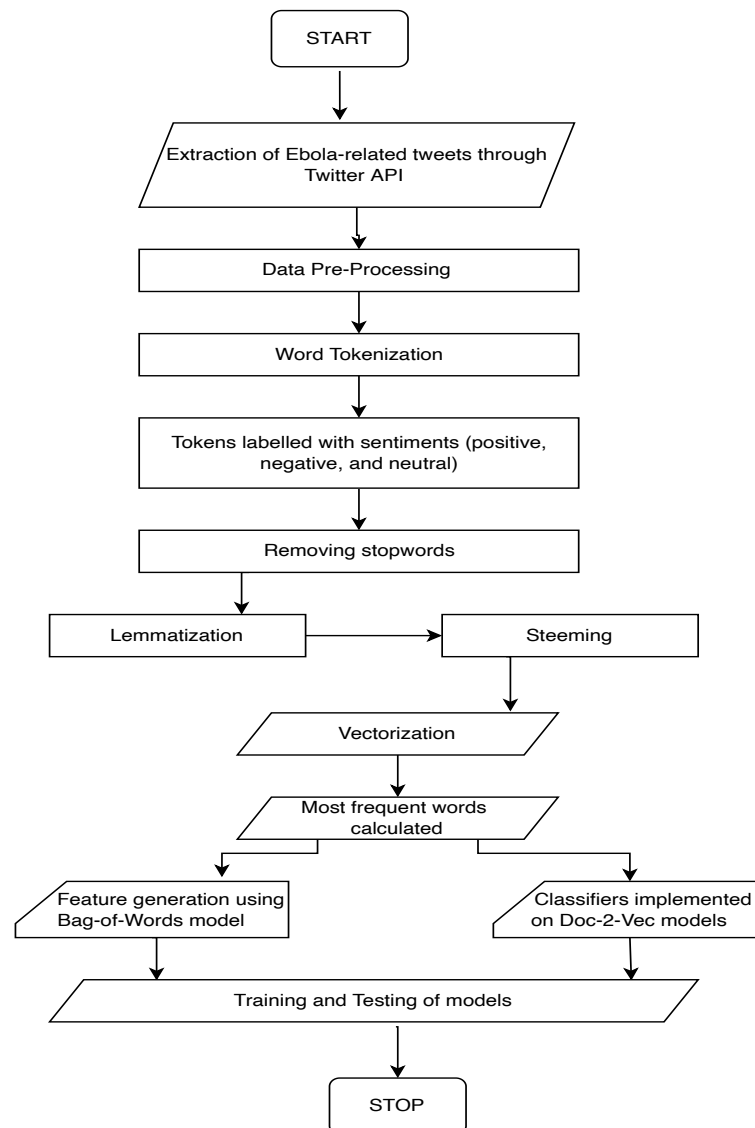 START
Extraction of Ebola-related tweets through
Twitter API
Data Pre-Processing
Word Tokenization
Tokens labelled with sentiments (positive,
negative, and neutral)
Removing stopwords
Lemmatization
Steeming
Vectorization
Most frequent words
calculated
Feature generation using
Bag-of-Words model
Classifiers implemented
on Doc-2-Vec models
Training and Testing of models
STOP